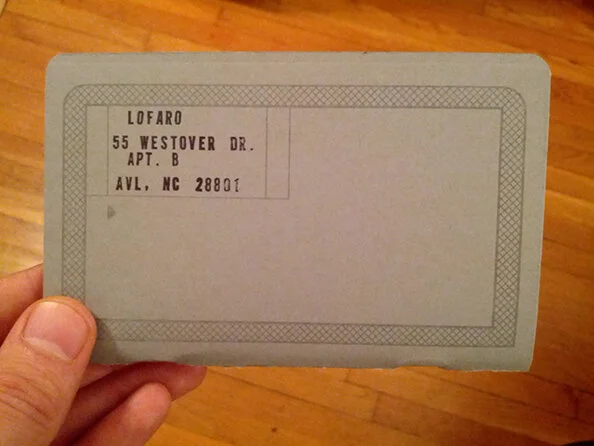 LOFARO
55 WESTOVER DR.
APT. B
AVL, NC 28801